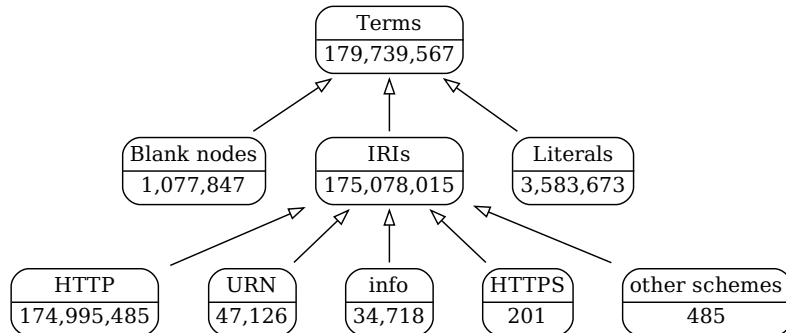 Terms
179,739,567
Blank nodes
1,077,847
IRIs
175,078,015
Literals
3,583,673
HTTP
174,995,485
URN
47,126
info
34,718
HTTPS
201
other schemes
485